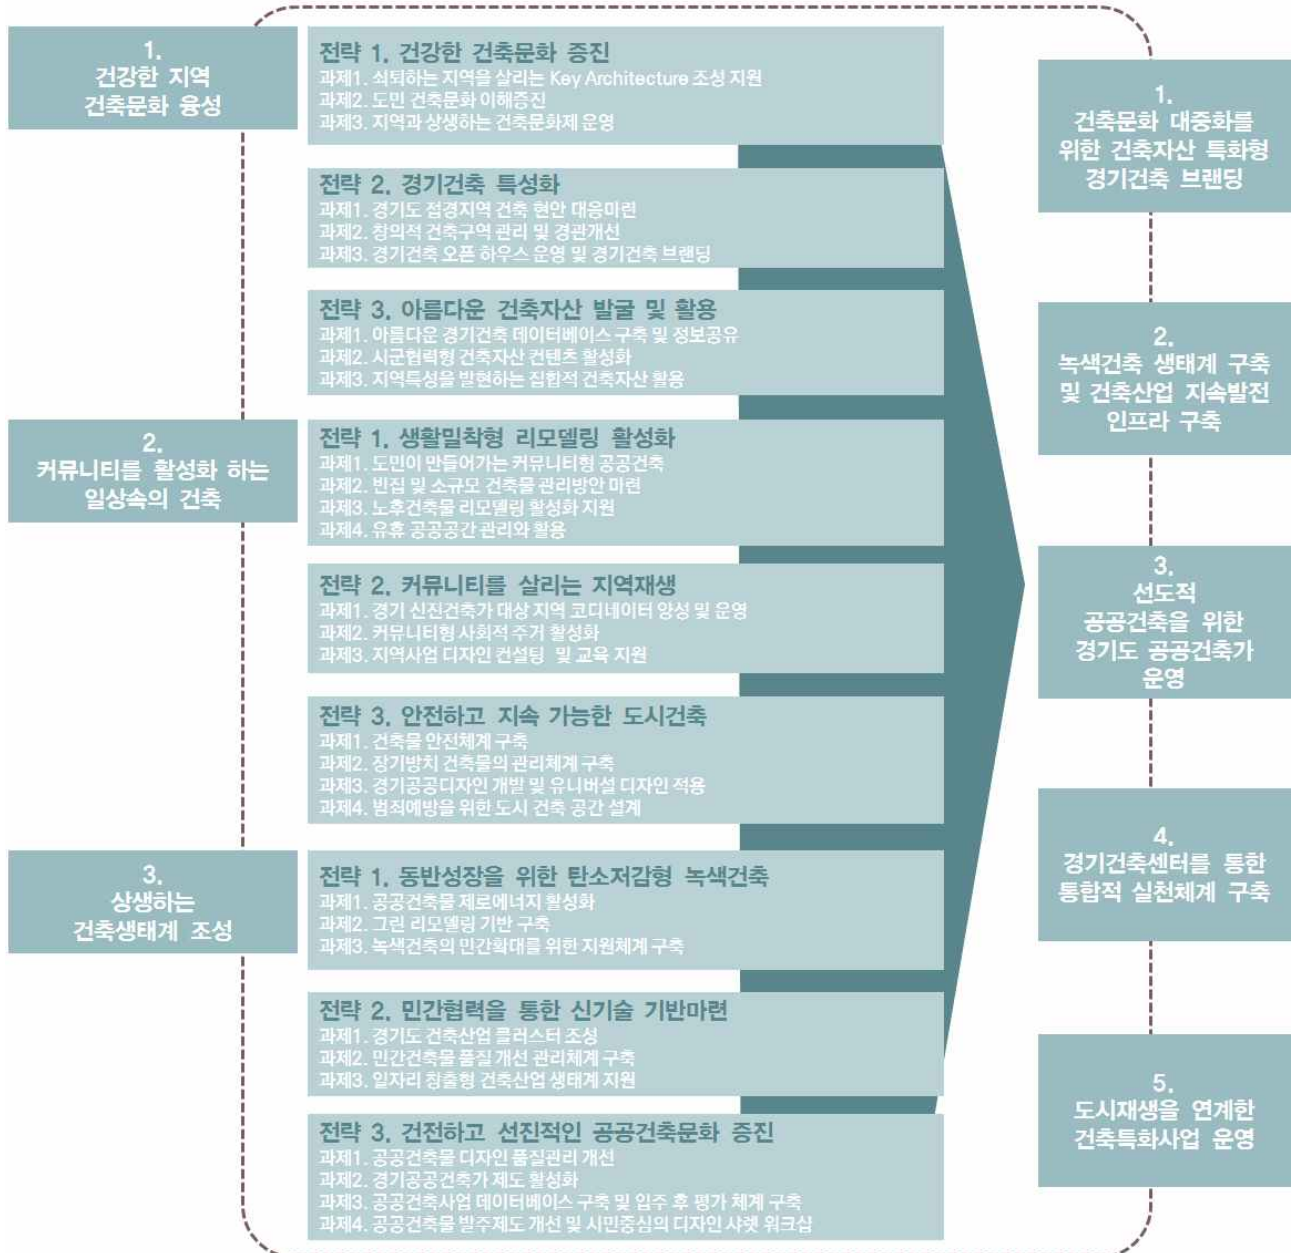 1.
건강한 지역
건축문화 융성
전략 1. 건강한 건축문화 증진
과제1. 쇠퇴하는 지역을 살리는 Key Architecture 조성 지원
과제2. 도민 건축문화 이해증진
과제3. 지역과 상생하는 건축문화제 운영
전략 2. 경기건축 특성화
과제1. 경기도 접경지역 건축 현안 대응마련
과제2. 창의적 건축구역 관리 및 경관개선
과제3. 경기건축 오픈 하우스 운영 및 경기건축 브랜딩
전략 3. 아름다운 건축자산 발굴 및 활용
과제1. 아름다운 경기건축 데이터베이스 구축 및 정보공유
과제2. 시군협력형 건축자산 컨텐츠 활성화
과제3. 지역특성을 발현하는 집합적 건축자산 활용
2.
커뮤니티를 활성화 하는
일상속의 건축
전략 1. 생활밀착형 리모델링 활성화
과제1. 도민이 만들어가는 커뮤니티형 공공건축
과제2. 빈집 및 소규모 건축물 관리방안 마련
과제3. 노후건축물 리모델링 활성화 지원
과제4. 유휴 공공공간 관리와 활용
전략 2. 커뮤니티를 살리는 지역재생
과제1. 경기 신진건축가 대상 지역 코디네이터 양성 및 운영
과제2. 커뮤니티형 사회적 주거 활성화
과제3. 지역사업 디자인 컨설팅 및 교육 지원
전략 3. 안전하고 지속 가능한 도시건축
과제1. 건축물 안전체계 구축
과제2. 장기방치 건축물의 관리체계 구축
과제3. 경기공공디자인 개발 및 유니버설 디자인 적용
과제4. 범죄예방을 위한 도시 건축 공간 설계
3.
상생하는
건축생태계 조성
전략 1. 동반성장을 위한 탄소저감형 녹색건축
과제1. 공공건축물 제로에너지 활성화
과제2. 그린 리모델링 기반 구축
과제3. 녹색건축의 민간확대를 위한 지원체계 구축
전략 2. 민간협력을 통한 신기술 기반마련
과제1. 경기도 건축산업 클러스터 조성
과제2. 민간건축물 품질 개선 관리체계 구축
과제3. 일자리 창출형 건축산업 생태계 지원
전략 3. 건전하고 선진적인 공공건축문화 증진
과제1. 공공건축물 디자인 품질관리 개선
과제2. 경기공공건축가 제도 활성화
과제3. 공공건축사업 데이터베이스 구축 및 입주 후 평가 체계 구축
과제4. 공공건축물 발주제도 개선 및 시민중심의 디자인 샤렛 워크샵
1.
건축문화 대중화를
위한 건축자산 특화형
경기건축 브랜딩
2.
녹색건축 생태계 구축
및 건축산업 지속발전
인프라 구축
3.
선도적
공공건축을 위한
경기도 공공건축가
운영
4.
경기건축센터를 통한
통합적 실천체계 구축
5.
도시재생을 연계한
건축특화사업 운영